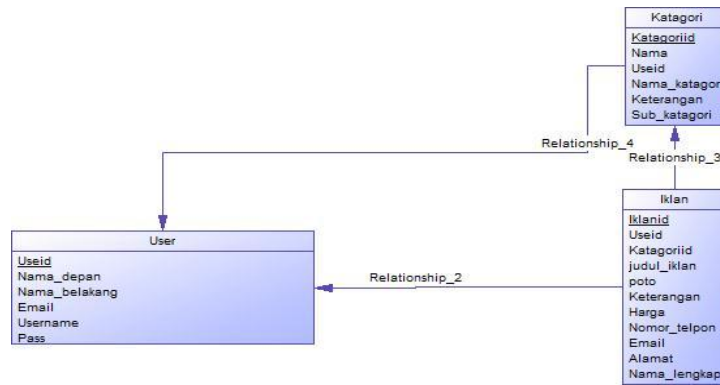 Katagori
Katagoriid
Nama
Useid
Nama_katagor
Keterangan
Sub_katagori
Relationship_4
Relationship_3
Iklan
Iklanid
Useid
Katagoriid
judul_iklan
poto
Keterangan
Harga
Nomor_telpon
Email
Alamat
Nama_lengkap
User
Useid
Nama_depan
Nama_belakang
Email
Username
Pass
Relationship_2